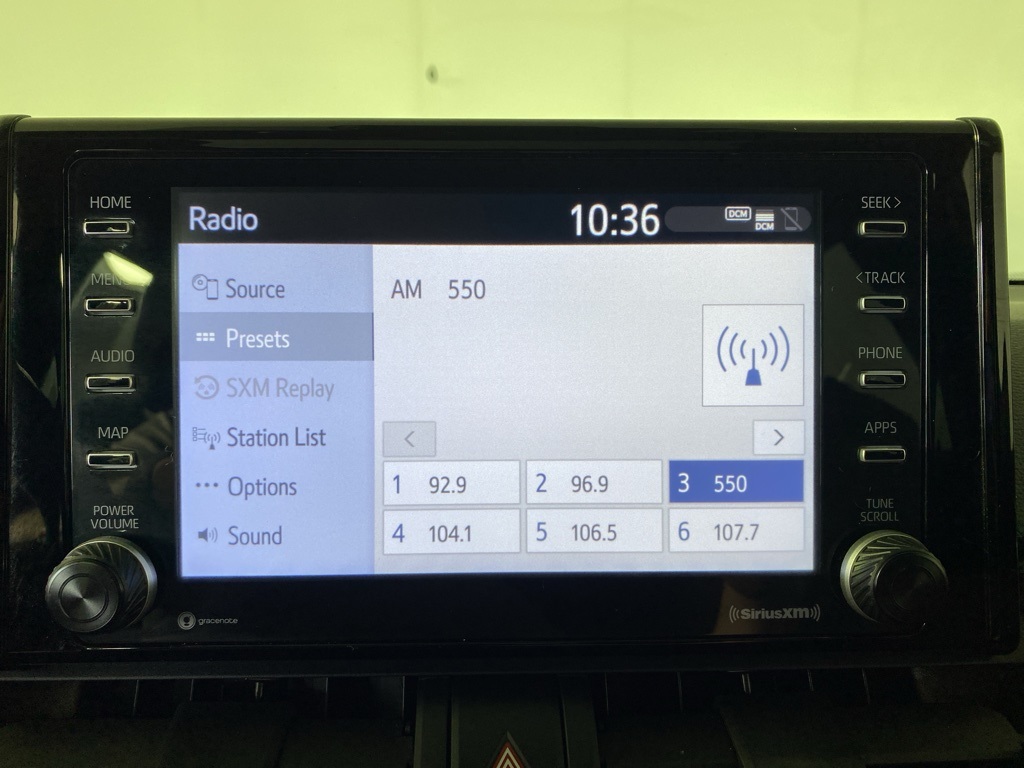 HOME
MENU
AUDIO
MAP
POWER
VOLUME
Radio
10:36
DCM
DCM
Source
Presets
SXM Replay
Station List
Options
Sound
AM 550
<
>
1 92.9
2 96.9
3 550
4 104.1
5 106.5
6 107.7
SEEK >
< TRACK
PHONE
APPS
TUNE
SCROLL
gracenote
((SiriusXM))